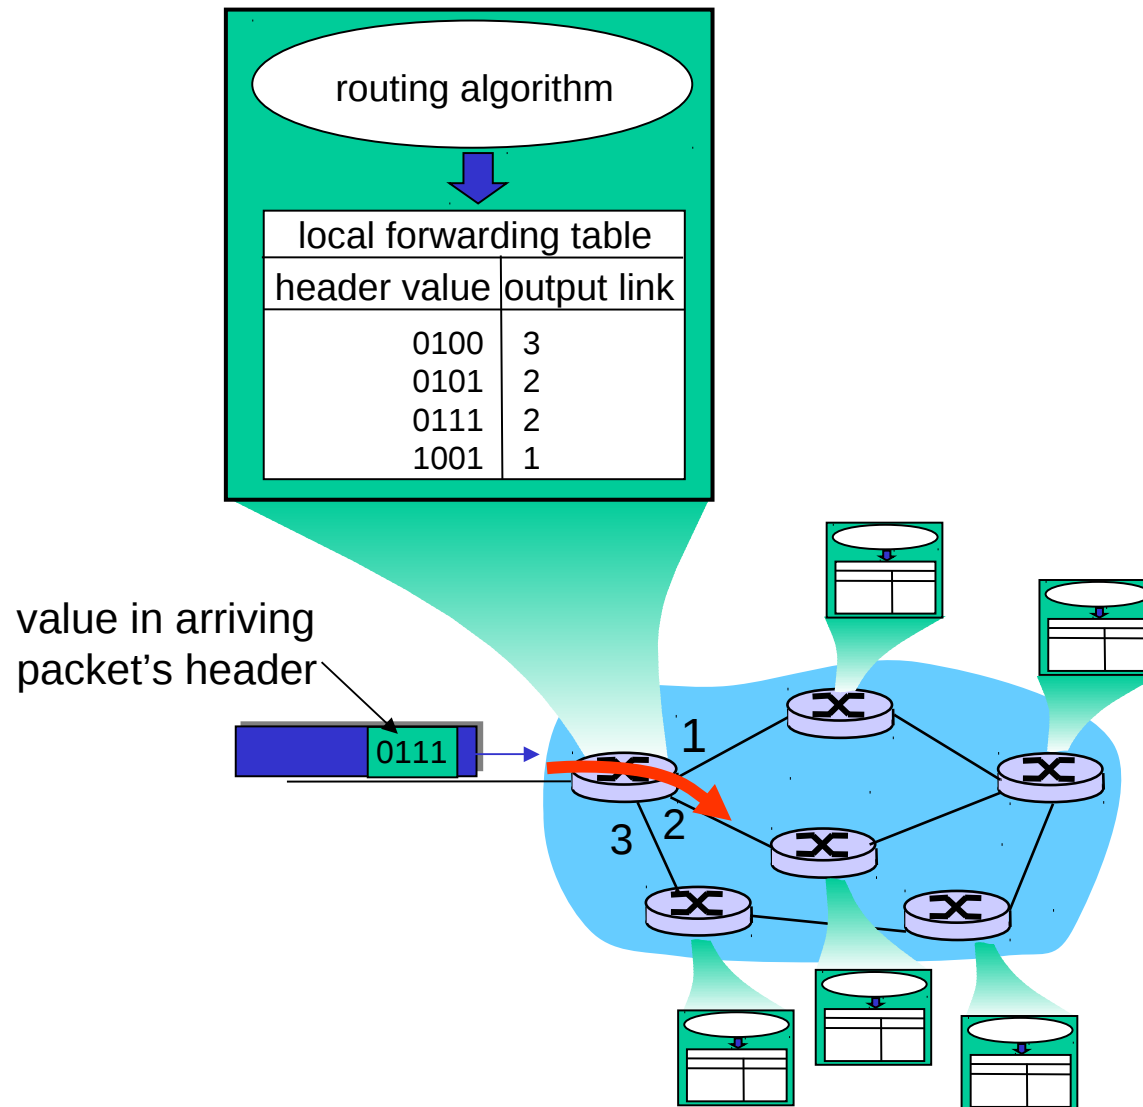 routing algorithm
local forwarding table
header value output link
0100 3
0101 2
0111 2
1001 1
value in arriving
packet’s header
0111
1
2
3